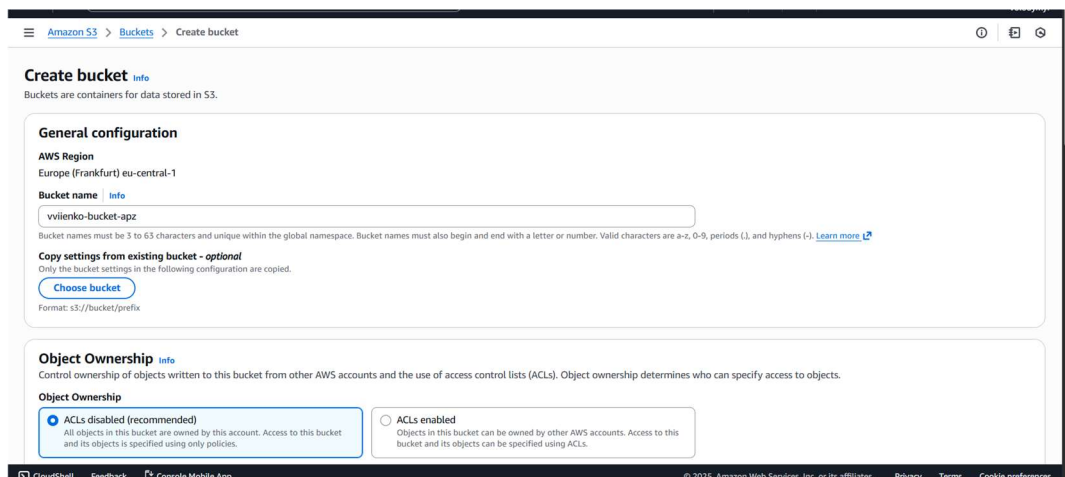 Amazon S3 > Buckets > Create bucket
Create bucket Info
Buckets are containers for data stored in S3.
General configuration
AWS Region
Europe (Frankfurt) eu-central-1
Bucket name Info
vviienko-bucket-apz
Bucket names must be 3 to 63 characters and unique within the global namespace. Bucket names must also begin and end with a letter or number. Valid characters are a-z, 0-9, periods (.), and hyphens (-). Learn more
Copy settings from existing bucket - optional
Only the bucket settings in the following configuration are copied.
Choose bucket
Format: s3://bucket/prefix
Object Ownership Info
Control ownership of objects written to this bucket from other AWS accounts and the use of access control lists (ACLs). Object ownership determines who can specify access to objects.
Object Ownership
ACLs disabled (recommended)
All objects in this bucket are owned by this account. Access to this bucket
and its objects is specified using only policies.
ACLs enabled
Objects in this bucket can be owned by other AWS accounts. Access to this
bucket and its objects can be specified using ACLs.
CloudShell Feedback Console Mobile App © 2025, Amazon Web Services, Inc. or its affiliates. Privacy Terms Cookie preferences